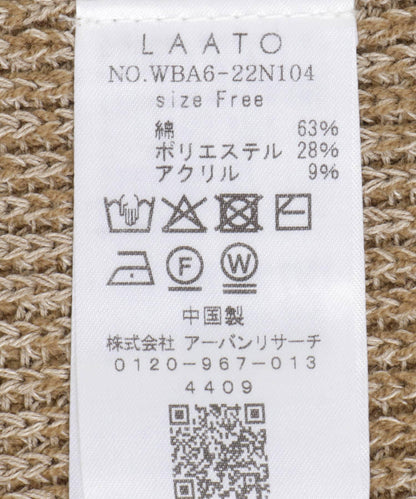 LAATO
NO.WBA6-22N104
size Free
綿 63%
ポリエステル 28%
アクリル 9%
F W
中国製
株式会社 アーバンリサーチ
0120-967-013
4409